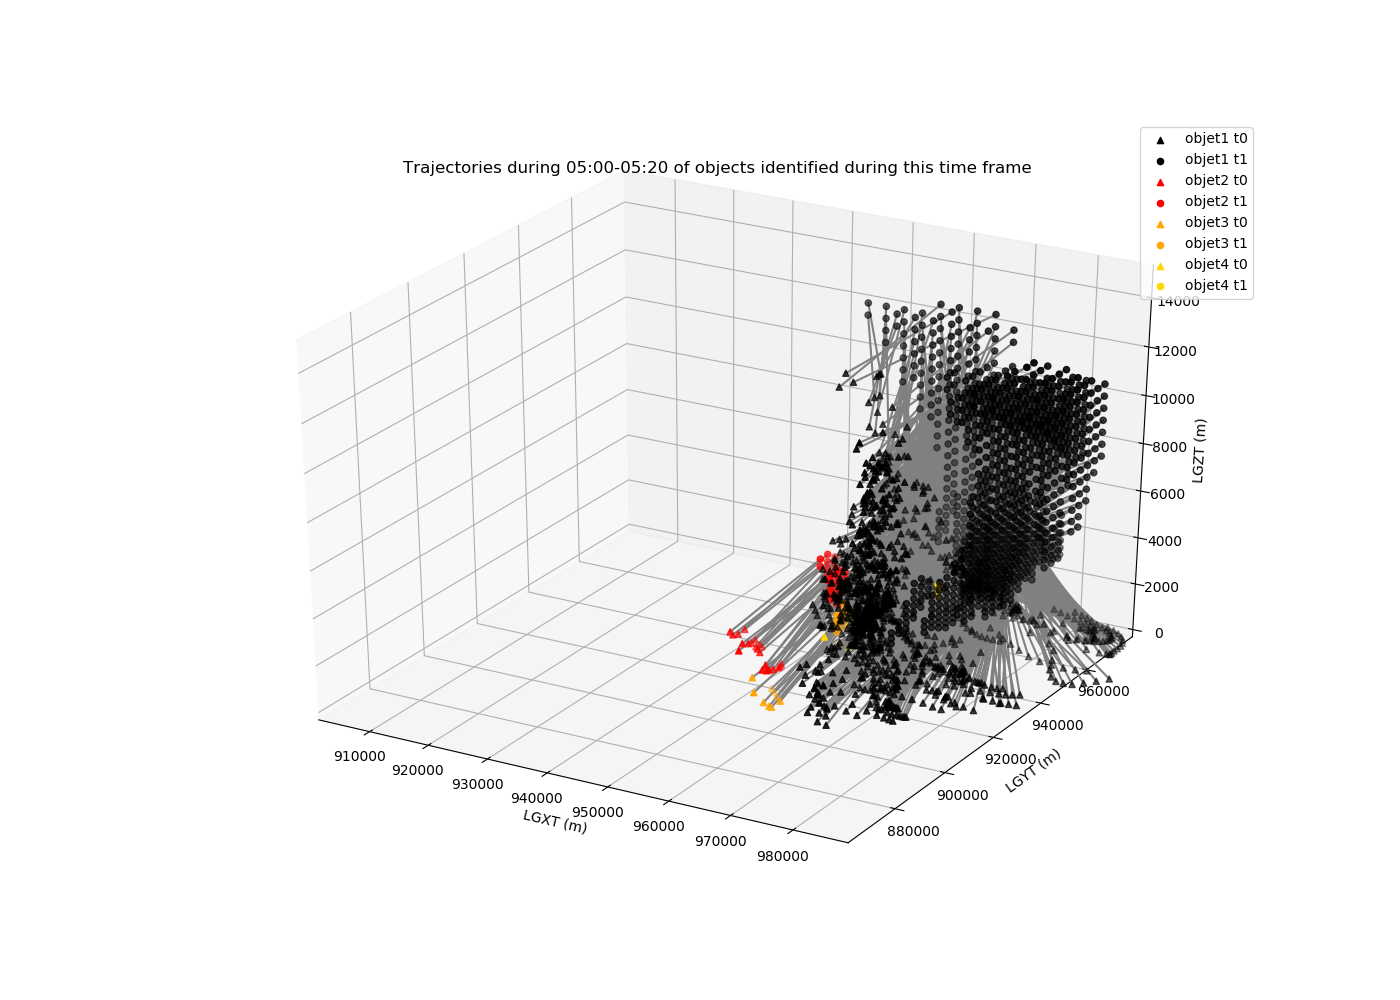 Trajectories during 05:00-05:20 of objects identified during this time frame
objet1 t0
objet1 t1
objet2 t0
objet2 t1
objet3 t0
objet3 t1
objet4 t0
objet4 t1
14000
12000
10000
8000
6000
4000
2000
0
LGZT (m)
960000
940000
920000
900000
880000
LGYT (m)
910000
920000
930000
940000
950000
960000
970000
980000
LGXT (m)